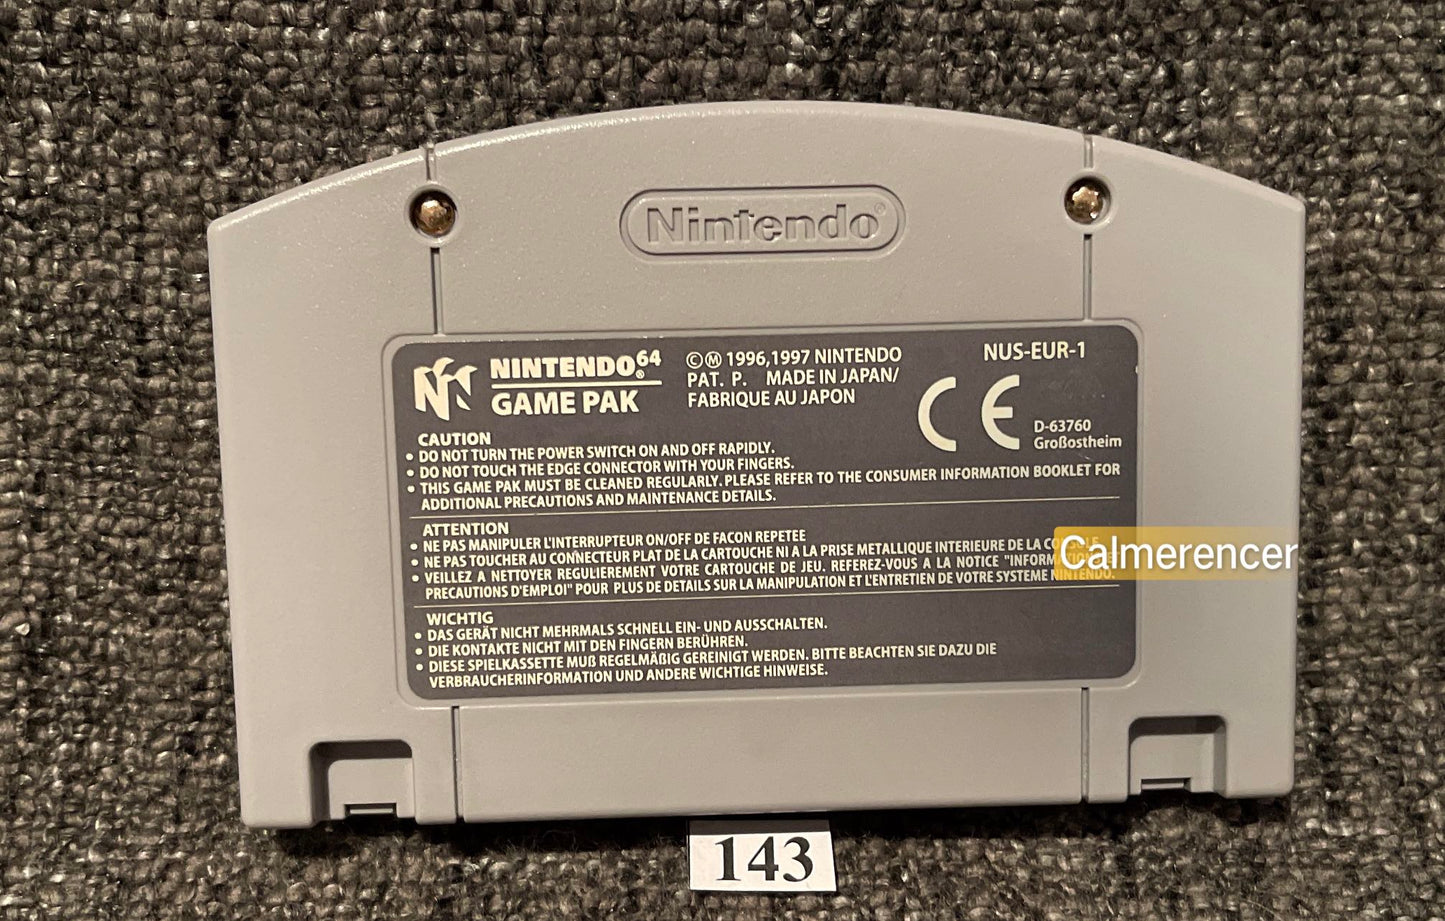 Nintendo®
NINTENDO®64
GAME PAK
©Ⓜ 1996,1997 NINTENDO
PAT. P. MADE IN JAPAN/
FABRIQUE AU JAPON
NUS-EUR-1
CE
D-63760
Großostheim
CAUTION
• DO NOT TURN THE POWER SWITCH ON AND OFF RAPIDLY.
• DO NOT TOUCH THE EDGE CONNECTOR WITH YOUR FINGERS.
• THIS GAME PAK MUST BE CLEANED REGULARLY. PLEASE REFER TO THE CONSUMER INFORMATION BOOKLET FOR
ADDITIONAL PRECAUTIONS AND MAINTENANCE DETAILS.
ATTENTION
• NE PAS MANIPULER L'INTERRUPTEUR ON/OFF DE FACON REPETEE
• NE PAS TOUCHER AU CONNECTEUR PLAT DE LA CARTOUCHE NI A LA PRISE METALLIQUE INTERIEURE DE LA CONSOLE.
• VEILLEZ A NETTOYER REGULIEREMENT VOTRE CARTOUCHE DE JEU. REFEREZ-VOUS A LA NOTICE
PRECAUTIONS D'EMPLOI" POUR PLUS DE DETAILS SUR LA MANIPULATION ET L'ENTRETIEN DE VOTRE SYSTEME NINTENDO.
Calmerencer
WICHTIG
• DAS GERÄT NICHT MEHRMALS SCHNELL EIN- UND AUSSCHALTEN.
• DIE KONTAKTE NICHT MIT DEN FINGERN BERÜHREN.
• DIESE SPIELKASSETTE MUß REGELMÄßIG GEREINIGT WERDEN. BITTE BEACHTEN SIE DAZU DIE
VERBRAUCHERINFORMATION UND ANDERE WICHTIGE HINWEISE.
143